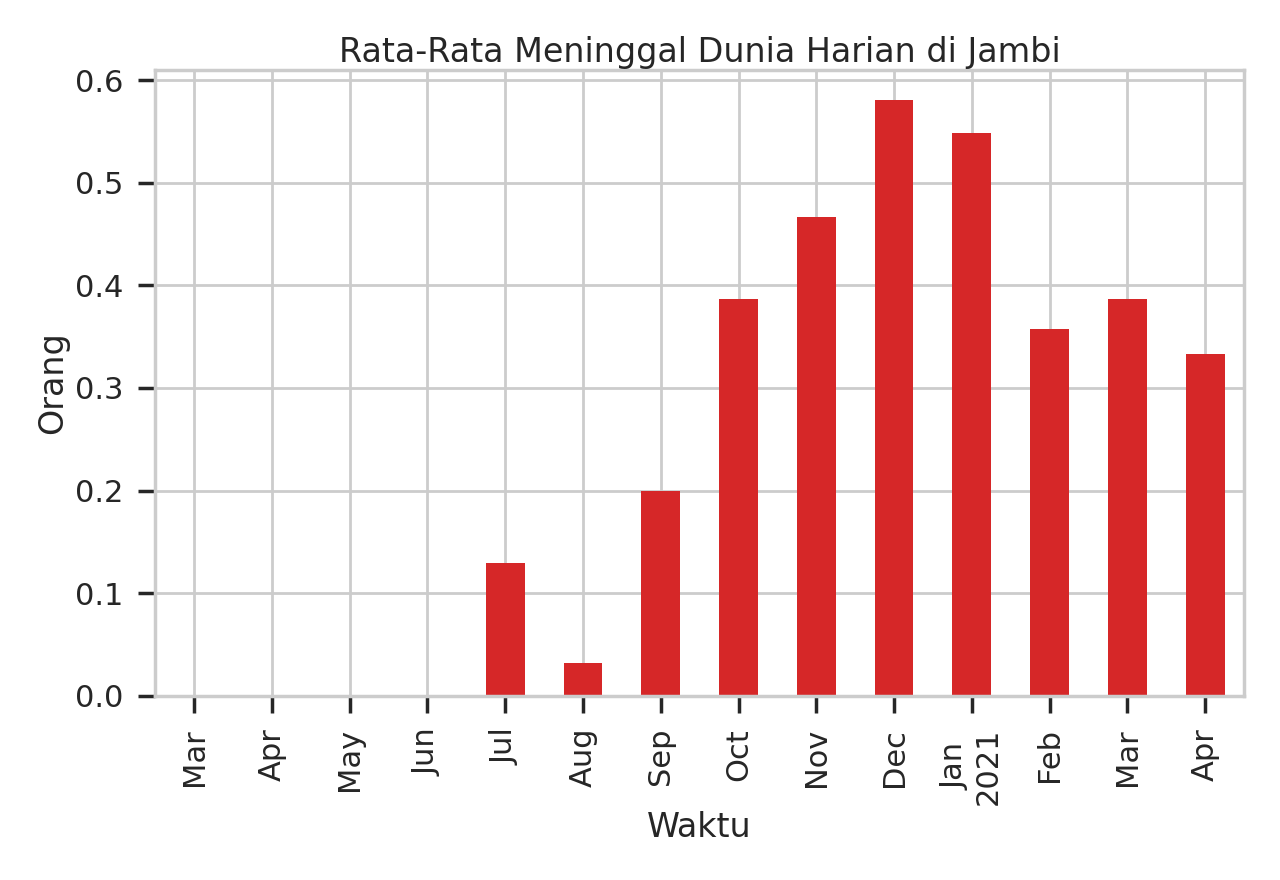 Rata-Rata Meninggal Dunia Harian di Jambi
0.6
0.5
0.4
0.3
0.2
0.1
0.0
Orang
Mar
Apr
May
Jun
Jul
Aug
Sep
Oct
Nov
Dec
Jan
2021
Feb
Mar
Apr
Waktu